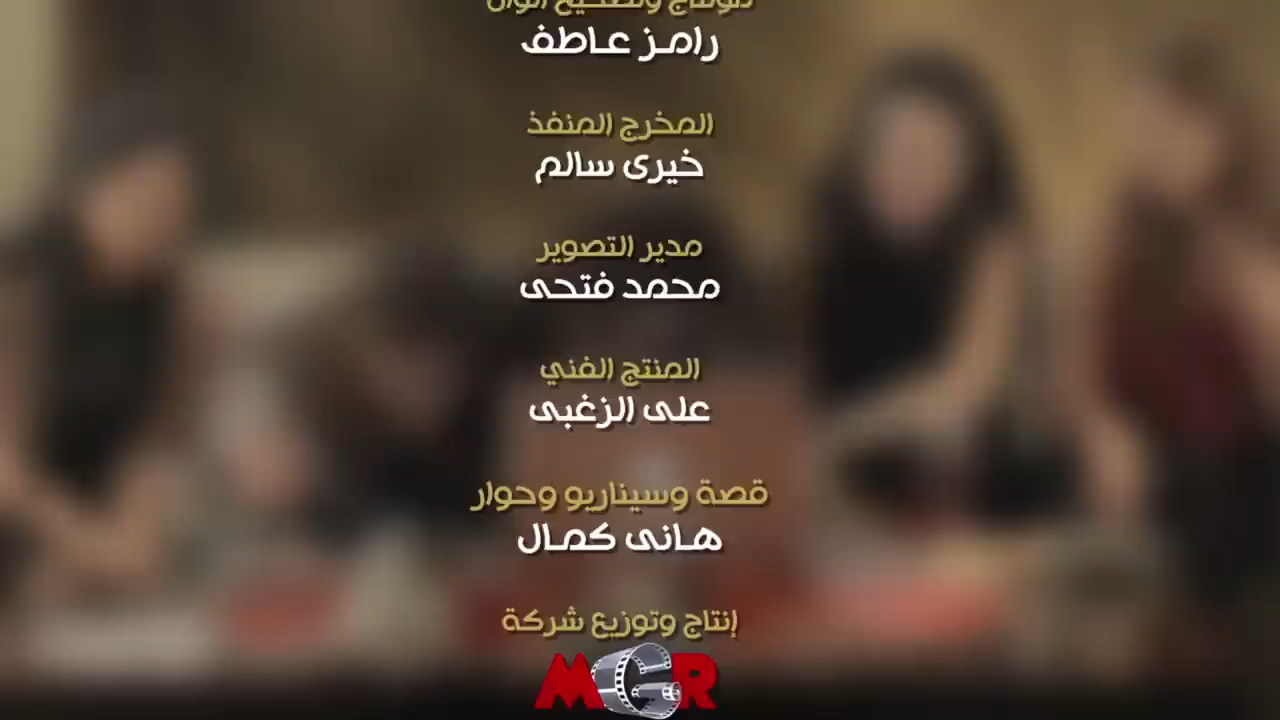 رامز عاطف
المخرج المنفذ
خيرى سالم
مدير التصوير
محمد فتحى
المنتج الفني
على الزغبى
قصة وسيناريو وحوار
هانى كمال
إنتاج وتوزيع شركة
MGR